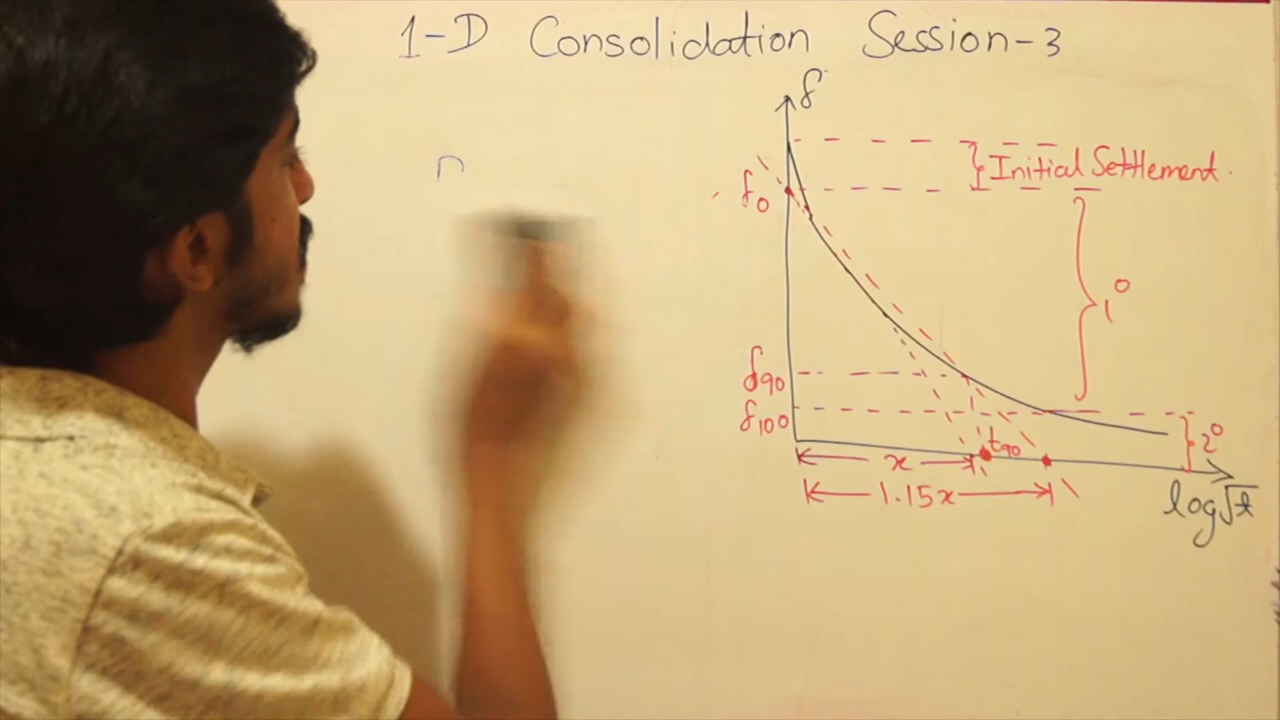 1-D Consolidation Session-3
δ
Initial Settlement
δ0
1°
δ90
δ100
t90
2°
x
1.15x
log√t